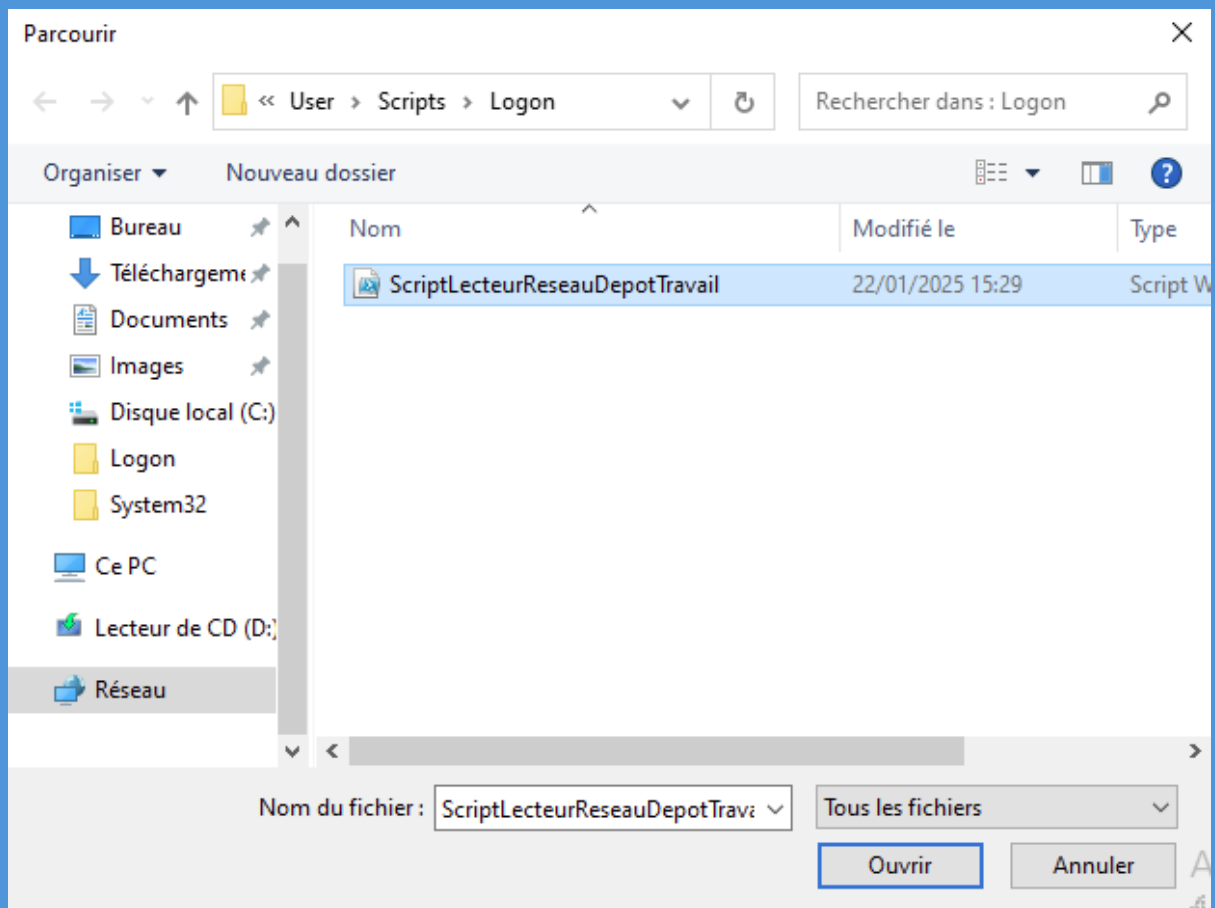 Parcourir
« User > Scripts > Logon
Rechercher dans : Logon
Organiser
Nouveau dossier
Nom
Modifié le
Type
Bureau
Téléchargeme
Documents
Images
Disque local (C:)
Logon
System32
Ce PC
Lecteur de CD (D:)
Réseau
ScriptLecteurReseauDepotTravail
22/01/2025 15:29
Script W
Nom du fichier :
ScriptLecteurReseauDepotTrava
Tous les fichiers
Ouvrir
Annuler
A